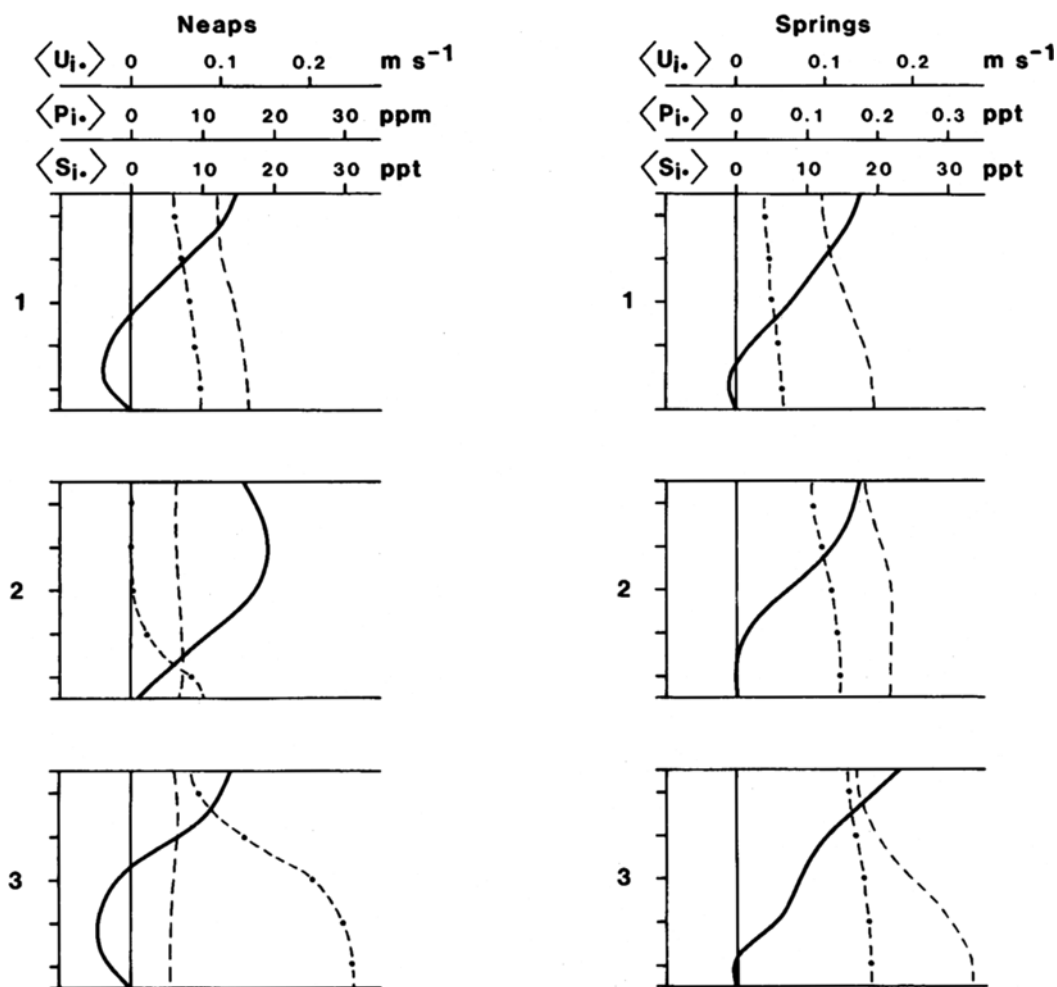 Neaps
⟨Ui•⟩ 0 0.1 0.2 m s⁻¹
⟨Pi•⟩ 0 10 20 30 ppm
⟨Si•⟩ 0 10 20 30 ppt
1
2
3
Springs
⟨Ui•⟩ 0 0.1 0.2 m s⁻¹
⟨Pi•⟩ 0 0.1 0.2 0.3 ppt
⟨Si•⟩ 0 10 20 30 ppt
1
2
3